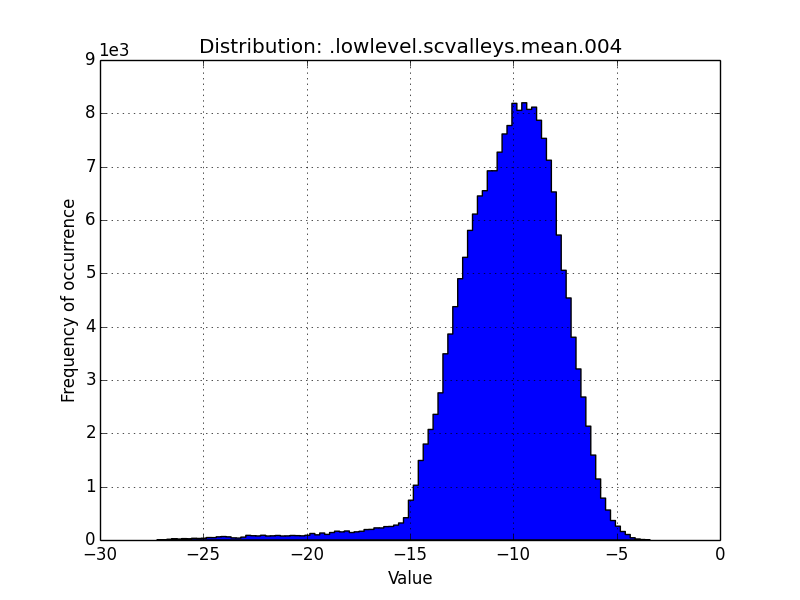 Distribution: .lowlevel.scvalleys.mean.004
1e3
9
8
7
6
5
4
3
2
1
0
Frequency of occurrence
−30 −25 −20 −15 −10 −5 0
Value